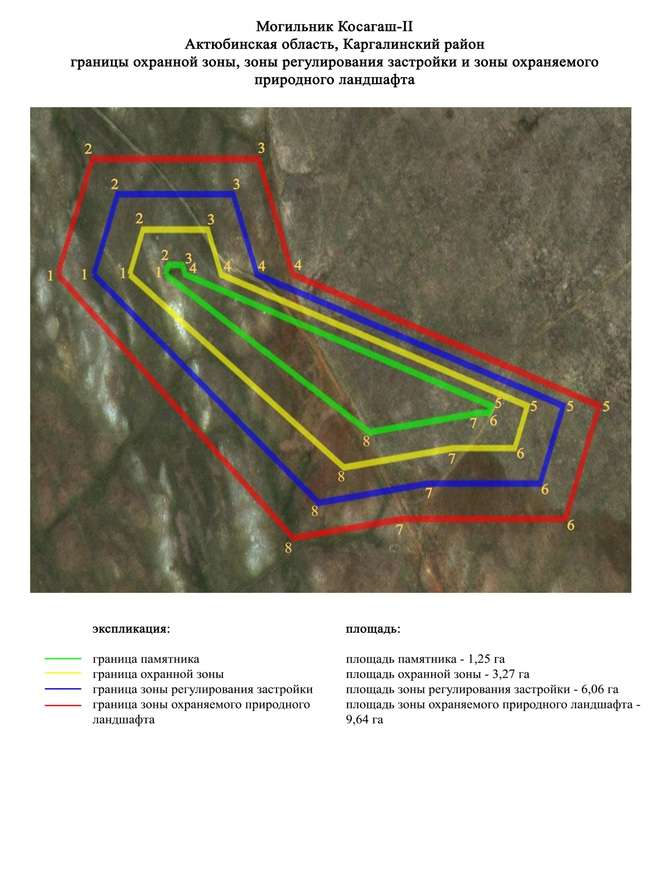 Могильник Косагаш-II
Актюбинская область, Каргалинский район
границы охранной зоны, зоны регулирования застройки и зоны охраняемого
природного ландшафта
2 3
2 3
2 3
2 3
1 1 1 1 4 4 4 4
5 5 5 5
7 6
8
7 6
8
7 6
8
7 6
8
экспликация: площадь:
граница памятника площадь памятника - 1,25 га
граница охранной зоны площадь охранной зоны - 3,27 га
граница зоны регулирования застройки площадь зоны регулирования застройки - 6,06 га
граница зоны охраняемого природного площадь зоны охраняемого природного ландшафта -
ландшафта 9,64 га